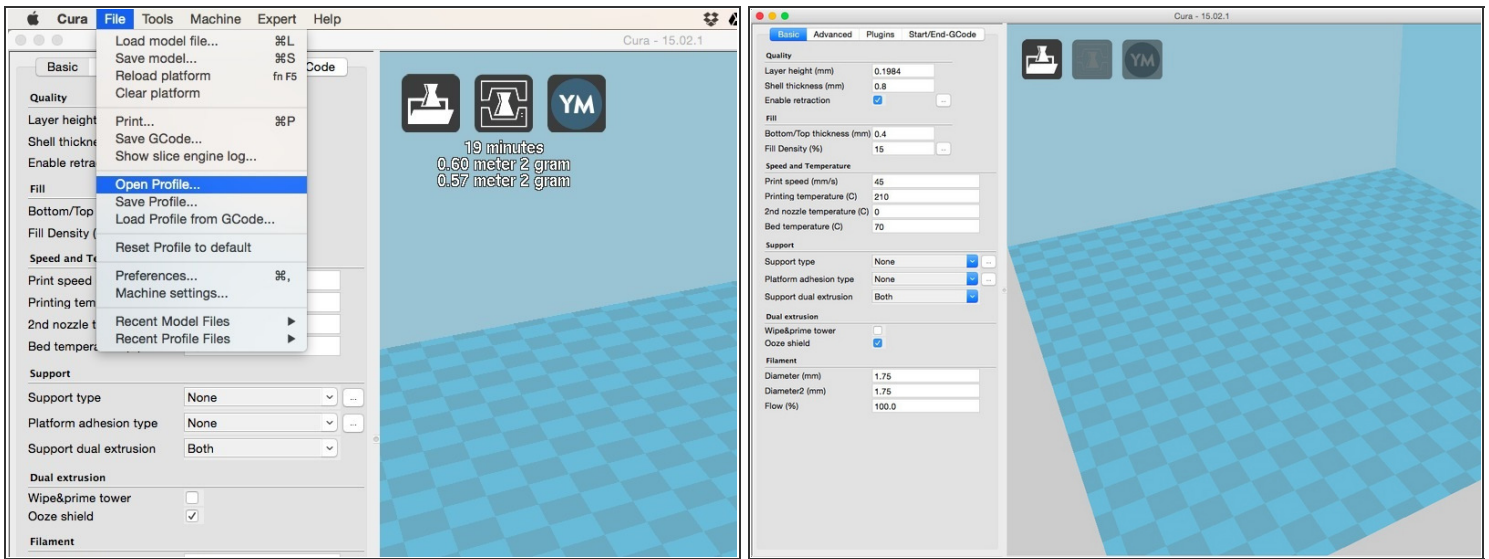 Cura File Tools Machine Expert Help
Cura - 15.02.1
Basic
Code
Load model file... ⌘L
Save model... ⌘S
Reload platform fn F5
Clear platform
Print... ⌘P
Save GCode...
Show slice engine log...
Open Profile...
Save Profile...
Load Profile from GCode...
Reset Profile to default
Preferences... ⌘,
Machine settings...
Recent Model Files ▶
Recent Profile Files ▶
Quality
Layer height
Shell thickne
Enable retra
Fill
Bottom/Top
Fill Density (
Speed and Te
Print speed
Printing tem
2nd nozzle t
Bed tempera
Support
Support type None ...
Platform adhesion type None ...
Support dual extrusion Both
Dual extrusion
Wipe&prime tower
Ooze shield
Filament
YM
19 minutes
0.60 meter 2 gram
0.57 meter 2 gram
Cura - 15.02.1
Basic Advanced Plugins Start/End-GCode
Quality
Layer height (mm) 0.1984
Shell thickness (mm) 0.8
Enable retraction ...
Fill
Bottom/Top thickness (mm) 0.4
Fill Density (%) 15 ...
Speed and Temperature
Print speed (mm/s) 45
Printing temperature (C) 210
2nd nozzle temperature (C) 0
Bed temperature (C) 70
Support
Support type None ...
Platform adhesion type None ...
Support dual extrusion Both
Dual extrusion
Wipe&prime tower
Ooze shield
Filament
Diameter (mm) 1.75
Diameter2 (mm) 1.75
Flow (%) 100.0
YM